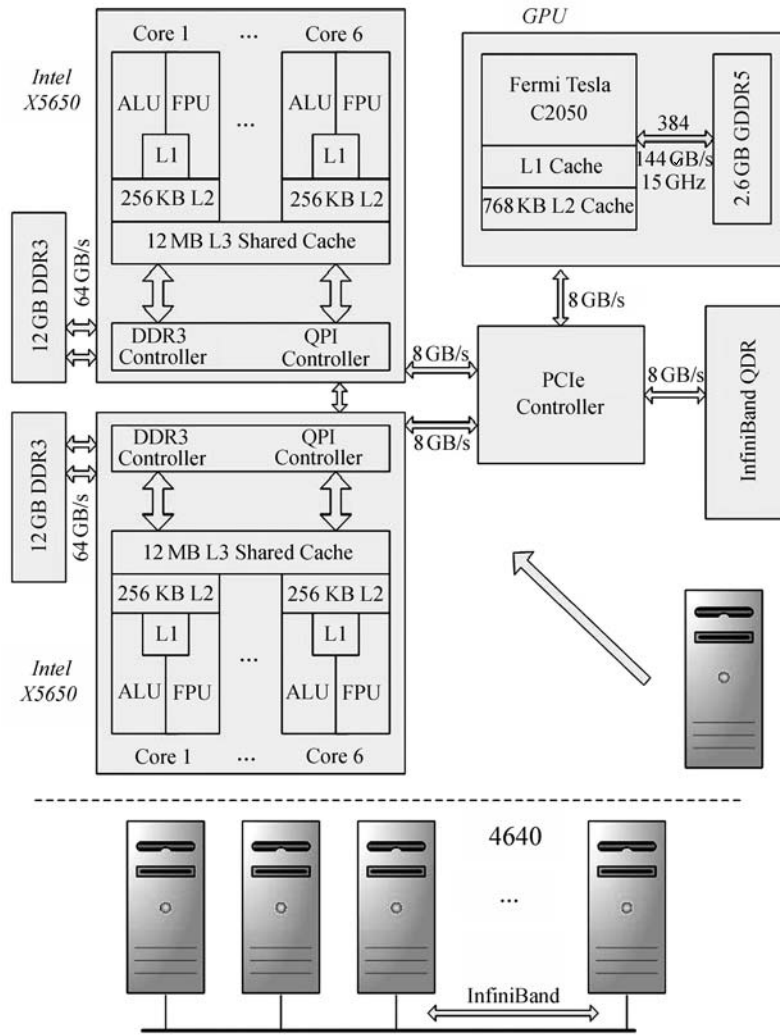 Core 1 ... Core 6
Intel
X5650
ALU FPU
ALU FPU
...
L1
L1
256 KB L2
256 KB L2
12 MB L3 Shared Cache
12 GB DDR3
64 GB/s
DDR3
Controller
QPI
Controller
8 GB/s
GPU
Fermi Tesla
C2050
L1 Cache
768 KB L2 Cache
384
144 GB/s
15 GHz
2.6 GB GDDR5
8 GB/s
PCIe
Controller
8 GB/s
InfiniBand QDR
12 GB DDR3
64 GB/s
DDR3
Controller
QPI
Controller
8 GB/s
12 MB L3 Shared Cache
256 KB L2
256 KB L2
L1
L1
...
Intel
X5650
ALU FPU
ALU FPU
Core 1 ... Core 6
4640
...
InfiniBand